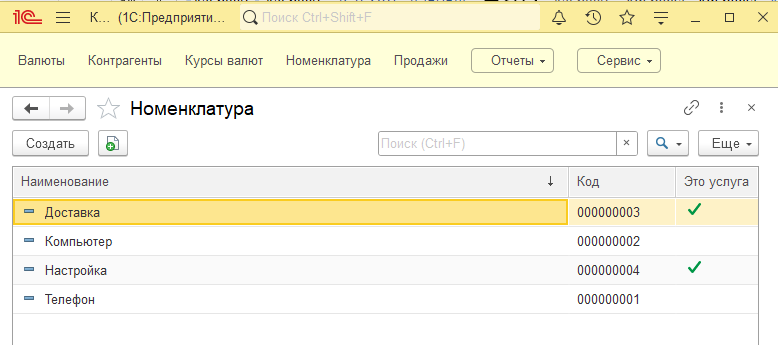 1С К... (1С:Предприяти... Поиск Ctrl+Shift+F
Валюты Контрагенты Курсы валют Номенклатура Продажи Отчеты Сервис
Номенклатура
Создать Поиск (Ctrl+F) × Еще
Наименование ↓ Код Это услуга
Доставка 000000003
Компьютер 000000002
Настройка 000000004
Телефон 000000001